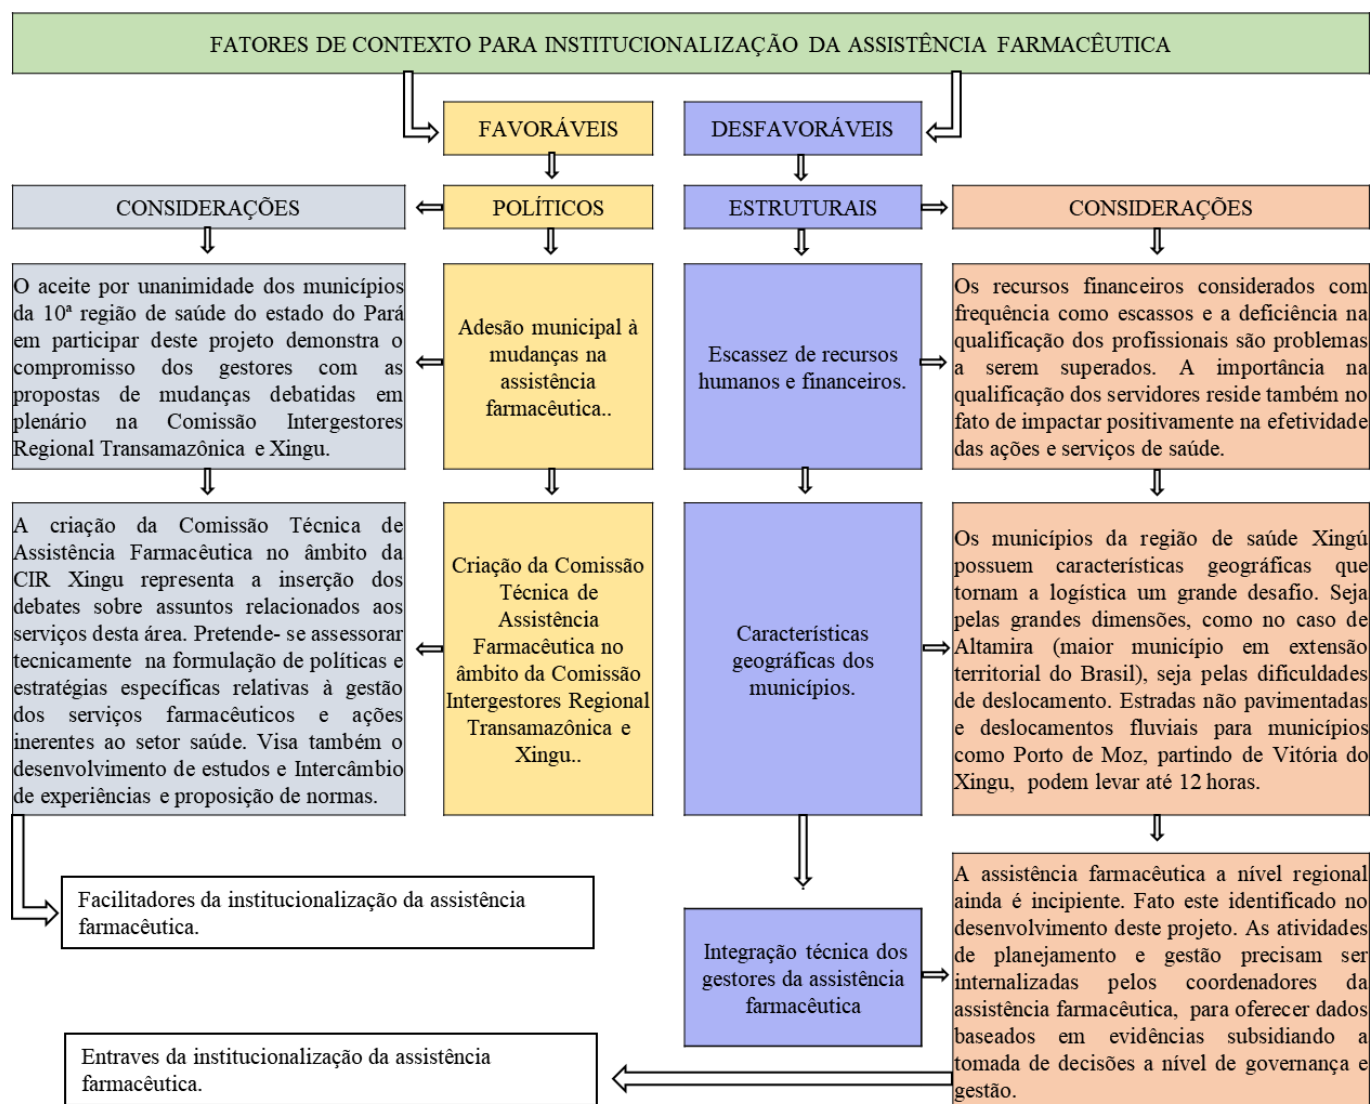 FATORES DE CONTEXTO PARA INSTITUCIONALIZAÇÃO DA ASSISTÊNCIA FARMACÊUTICA
FAVORÁVEIS
DESFAVORÁVEIS
CONSIDERAÇÕES
POLÍTICOS
ESTRUTURAIS
CONSIDERAÇÕES
O aceite por unanimidade dos municípios
da 10ª região de saúde do estado do Pará
em participar deste projeto demonstra o
compromisso dos gestores com as
propostas de mudanças debatidas em
plenário na Comissão Intergestores
Regional Transamazônica e Xingu.
Adesão municipal à
mudanças na
assistência
farmacêutica..
Escassez de recursos
humanos e financeiros.
Os recursos financeiros considerados com
frequência como escassos e a deficiência na
qualificação dos profissionais são problemas
a serem superados. A importância na
qualificação dos servidores reside também no
fato de impactar positivamente na efetividade
das ações e serviços de saúde.
A criação da Comissão Técnica de
Assistência Farmacêutica no âmbito da
CIR Xingu representa a inserção dos
debates sobre assuntos relacionados aos
serviços desta área. Pretende- se assessorar
tecnicamente na formulação de políticas e
estratégias específicas relativas à gestão
dos serviços farmacêuticos e ações
inerentes ao setor saúde. Visa também o
desenvolvimento de estudos e Intercâmbio
de experiências e proposição de normas.
Criação da Comissão
Técnica de
Assistência
Farmacêutica no
âmbito da Comissão
Intergestores Regional
Transamazônica e
Xingu..
Características
geográficas dos
municípios.
Os municípios da região de saúde Xingú
possuem características geográficas que
tornam a logística um grande desafio. Seja
pelas grandes dimensões, como no caso de
Altamira (maior município em extensão
territorial do Brasil), seja pelas dificuldades
de deslocamento. Estradas não pavimentadas
e deslocamentos fluviais para municípios
como Porto de Moz, partindo de Vitória do
Xingu, podem levar até 12 horas.
Facilitadores da institucionalização da assistência
farmacêutica.
Integração técnica dos
gestores da assistência
farmacêutica
A assistência farmacêutica a nível regional
ainda é incipiente. Fato este identificado no
desenvolvimento deste projeto. As atividades
de planejamento e gestão precisam ser
internalizadas pelos coordenadores da
assistência farmacêutica, para oferecer dados
baseados em evidências subsidiando a
tomada de decisões a nível de governança e
gestão.
Entraves da institucionalização da assistência
farmacêutica.